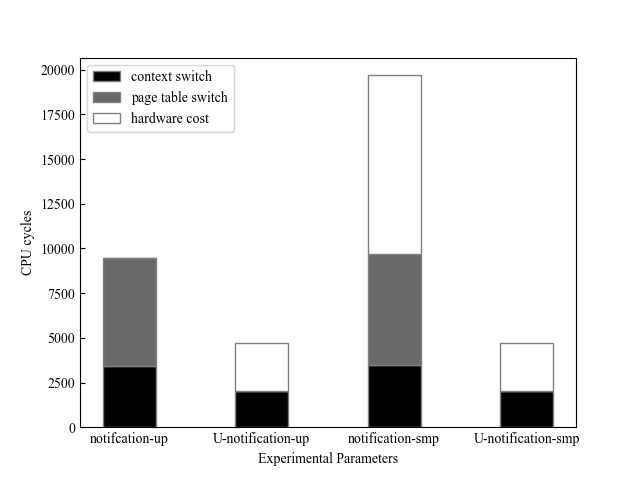 context switch
page table switch
hardware cost
20000
17500
15000
12500
10000
7500
5000
2500
0
CPU cycles
notifcation-up
U-notification-up
notification-smp
U-notification-smp
Experimental Parameters